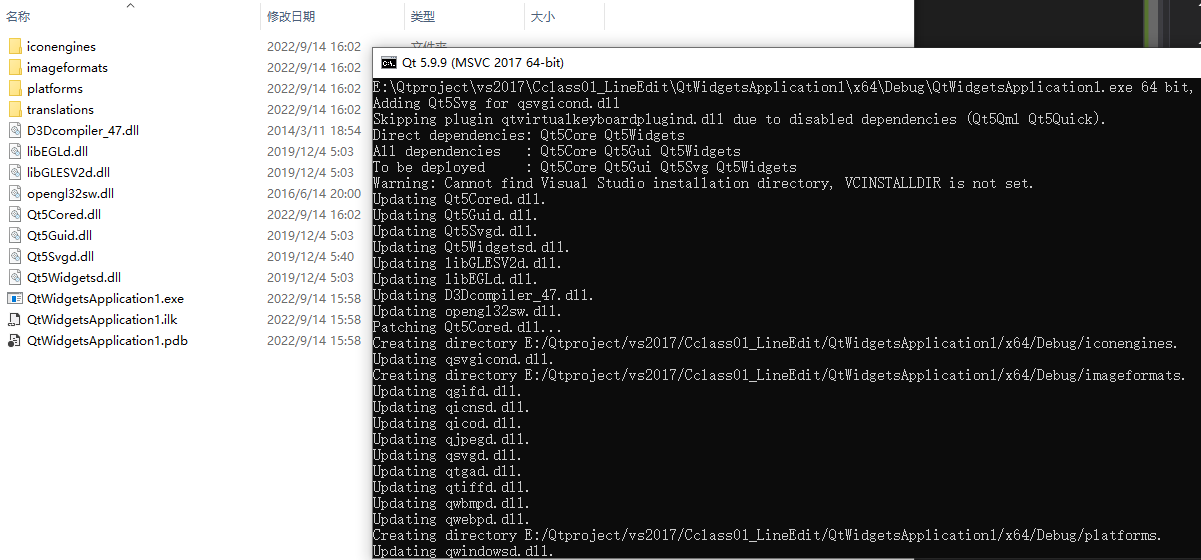 名称 修改日期 类型 大小
iconengines 2022/9/14 16:02 文件夹
imageformats 2022/9/14 16:02
platforms 2022/9/14 16:02
translations 2022/9/14 16:02
D3Dcompiler_47.dll 2014/3/11 18:54
libEGLd.dll 2019/12/4 5:03
libGLESV2d.dll 2019/12/4 5:03
opengl32sw.dll 2016/6/14 20:00
Qt5Cored.dll 2022/9/14 16:02
Qt5Guid.dll 2019/12/4 5:03
Qt5Svgd.dll 2019/12/4 5:40
Qt5Widgetsd.dll 2019/12/4 5:03
QtWidgetsApplication1.exe 2022/9/14 15:58
QtWidgetsApplication1.ilk 2022/9/14 15:58
QtWidgetsApplication1.pdb 2022/9/14 15:58
Qt 5.9.9 (MSVC 2017 64-bit)
E:\Qtproject\vs2017\Cclass01_LineEdit\QtWidgetsApplication1\x64\Debug\QtWidgetsApplication1.exe 64 bit,
Adding Qt5Svg for qsvgicond.dll
Skipping plugin qtvirtualkeyboardplugind.dll due to disabled dependencies (Qt5Qml Qt5Quick).
Direct dependencies: Qt5Core Qt5Widgets
All dependencies : Qt5Core Qt5Gui Qt5Widgets
To be deployed : Qt5Core Qt5Gui Qt5Svg Qt5Widgets
Warning: Cannot find Visual Studio installation directory, VCINSTALLDIR is not set.
Updating Qt5Cored.dll.
Updating Qt5Guid.dll.
Updating Qt5Svgd.dll.
Updating Qt5Widgetsd.dll.
Updating libGLESV2d.dll.
Updating libEGLd.dll.
Updating D3Dcompiler_47.dll.
Updating opengl32sw.dll.
Patching Qt5Cored.dll...
Creating directory E:/Qtproject/vs2017/Cclass01_LineEdit/QtWidgetsApplication1/x64/Debug/iconengines.
Updating qsvgicond.dll.
Creating directory E:/Qtproject/vs2017/Cclass01_LineEdit/QtWidgetsApplication1/x64/Debug/imageformats.
Updating qgifd.dll.
Updating qicnsd.dll.
Updating qicod.dll.
Updating qjpegd.dll.
Updating qsvgd.dll.
Updating qtgad.dll.
Updating qtiffd.dll.
Updating qwbmpd.dll.
Updating qwebpd.dll.
Creating directory E:/Qtproject/vs2017/Cclass01_LineEdit/QtWidgetsApplication1/x64/Debug/platforms.
Updating qwindowsd.dll.